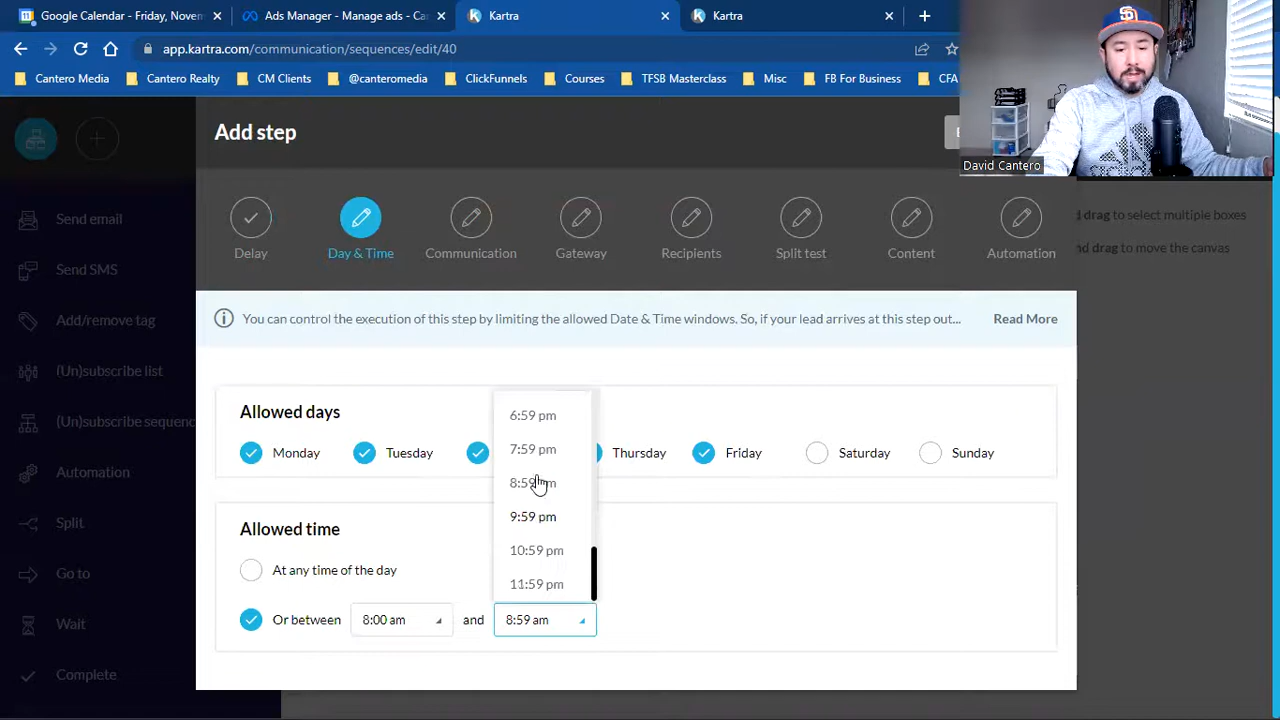 Google Calendar - Friday, Novem
Ads Manager - Manage ads - Ca
Kartra
Kartra
app.kartra.com/communication/sequences/edit/40
Cantero Media
Cantero Realty
CM Clients
@canteromedia
ClickFunnels
Courses
TFSB Masterclass
Misc
FB For Business
CFA
David Cantero
Add step
Send email
Send SMS
Add/remove tag
(Un)subscribe list
(Un)subscribe sequenc
Automation
Split
Go to
Wait
Complete
Delay
Day & Time
Communication
Gateway
Recipients
Split test
Content
Automation
drag to select multiple boxes
nd drag to move the canvas
You can control the execution of this step by limiting the allowed Date & Time windows. So, if your lead arrives at this step out...
Read More
Allowed days
Monday
Tuesday
Thursday
Friday
Saturday
Sunday
6:59 pm
7:59 pm
9:59 pm
10:59 pm
11:59 pm
Allowed time
At any time of the day
Or between
8:00 am
and
8:59 am